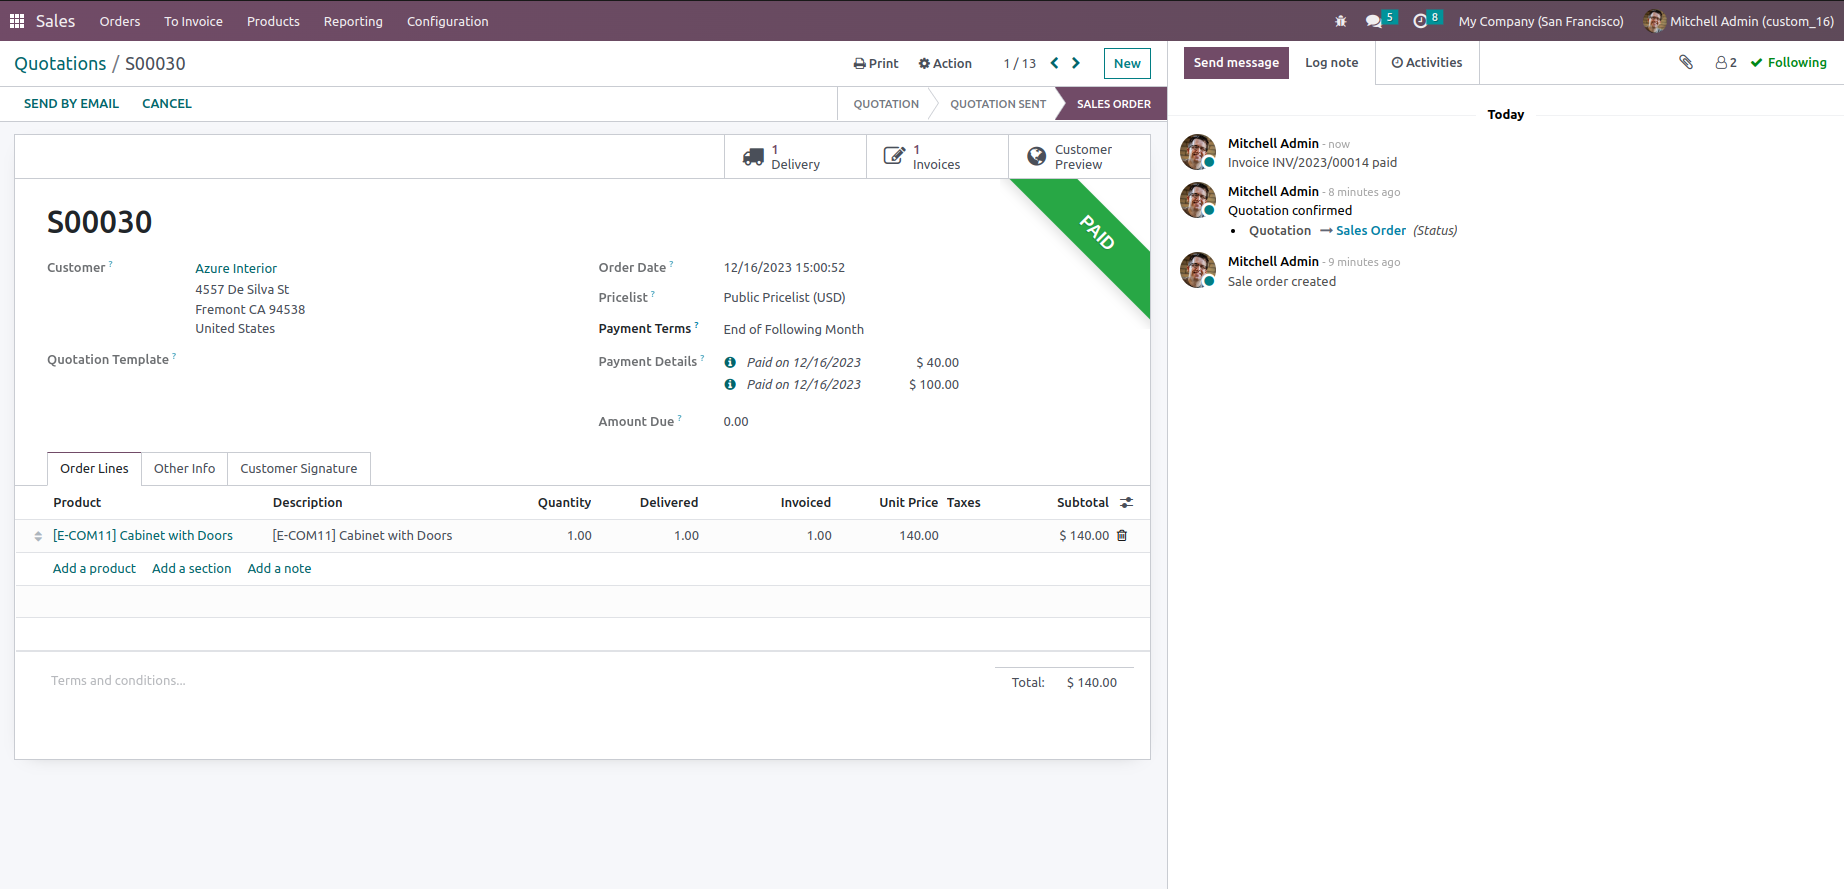 Sales Orders To Invoice Products Reporting Configuration 5 8 My Company (San Francisco) Mitchell Admin (custom_16)
Quotations / S00030 Print Action 1 / 13 New
SEND BY EMAIL CANCEL QUOTATION QUOTATION SENT SALES ORDER
1 Delivery
1 Invoices
Customer Preview
S00030
PAID
Customer ? Azure Interior
4557 De Silva St
Fremont CA 94538
United States
Quotation Template ?
Order Date ? 12/16/2023 15:00:52
Pricelist ? Public Pricelist (USD)
Payment Terms ? End of Following Month
Payment Details ? Paid on 12/16/2023 $ 40.00
Paid on 12/16/2023 $ 100.00
Amount Due ? 0.00
Order Lines Other Info Customer Signature
Product Description Quantity Delivered Invoiced Unit Price Taxes Subtotal
[E-COM11] Cabinet with Doors [E-COM11] Cabinet with Doors 1.00 1.00 1.00 140.00 $ 140.00
Add a product Add a section Add a note
Terms and conditions...
Total: $ 140.00
Send message Log note Activities 2 Following
Today
Mitchell Admin - now
Invoice INV/2023/00014 paid
Mitchell Admin - 8 minutes ago
Quotation confirmed
• Quotation → Sales Order (Status)
Mitchell Admin - 9 minutes ago
Sale order created